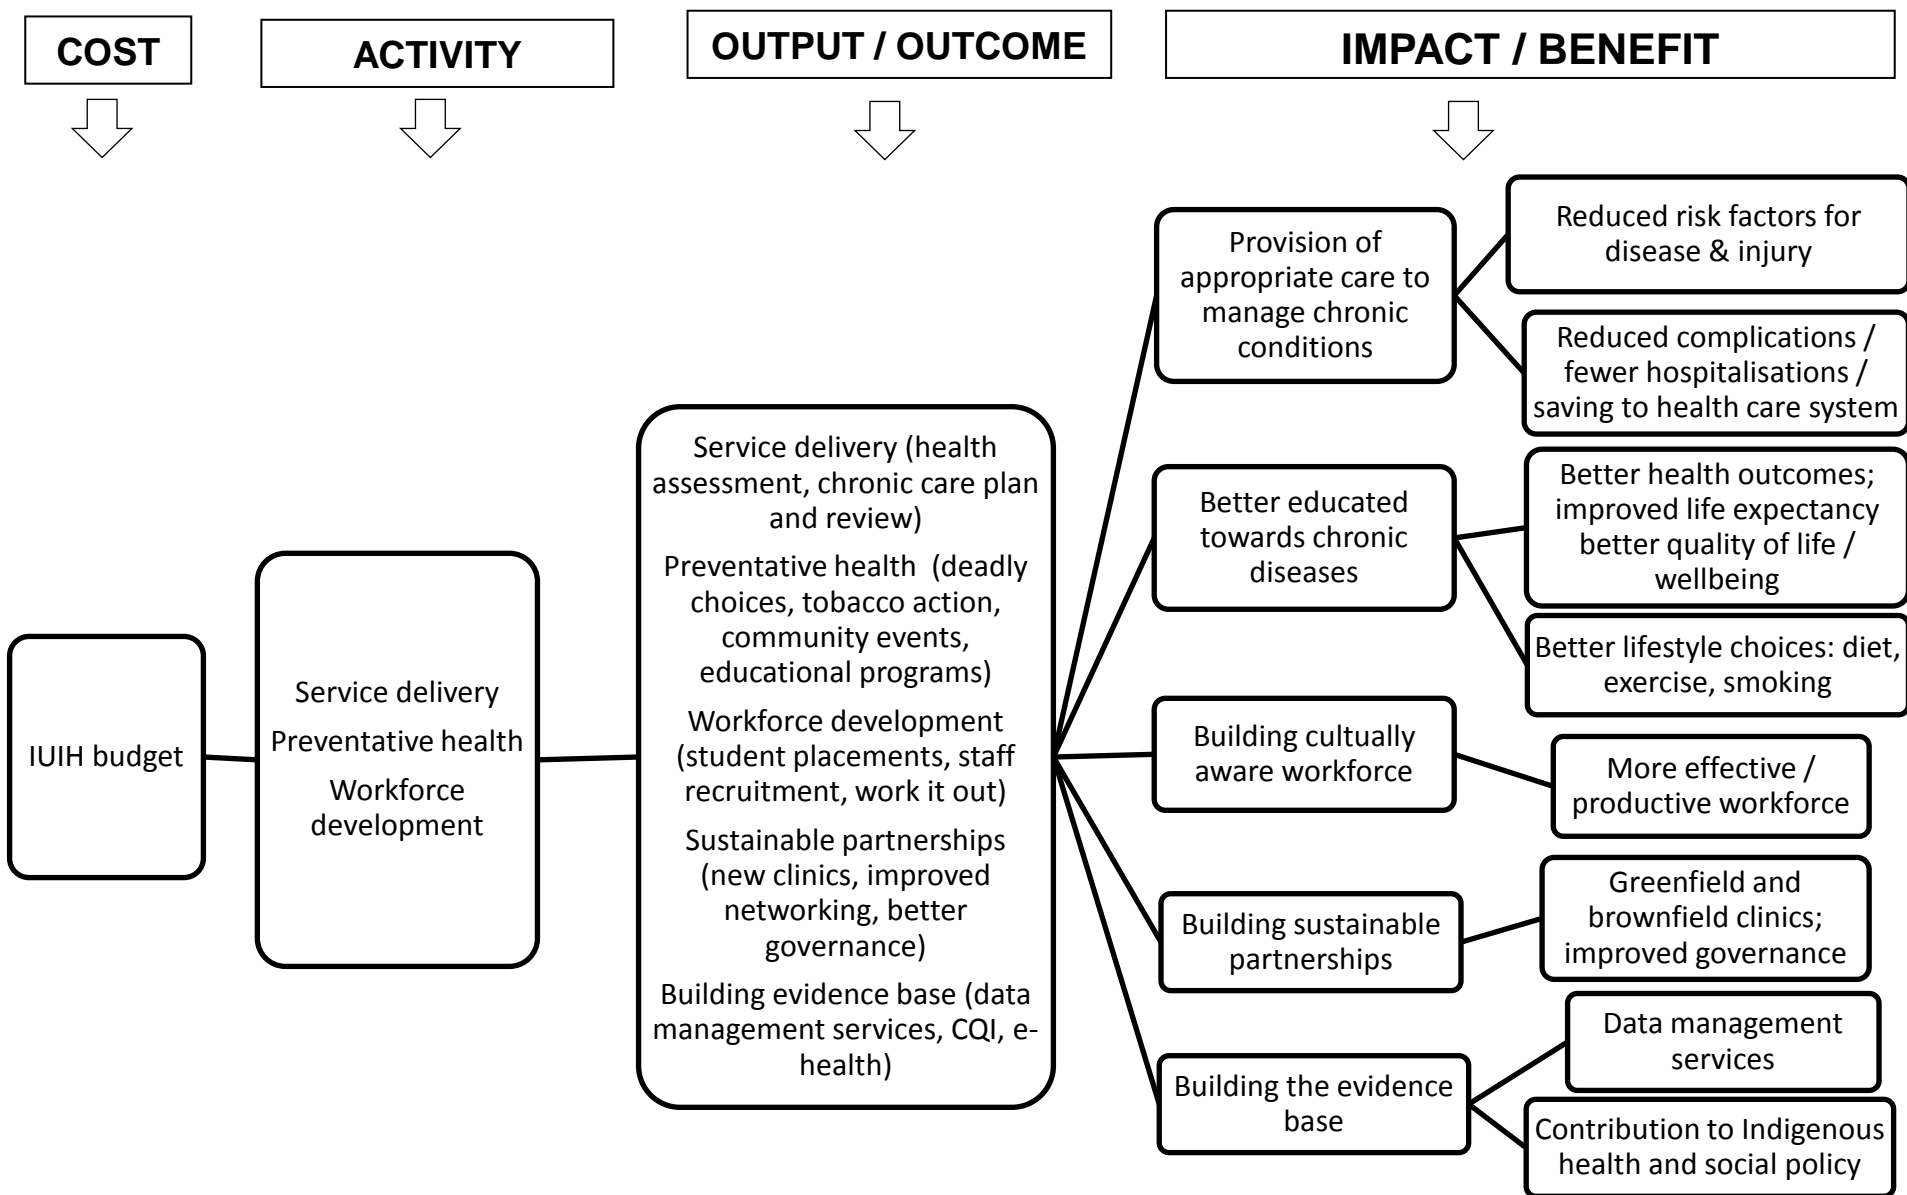 COST
ACTIVITY
OUTPUT / OUTCOME
IMPACT / BENEFIT
IUIH budget
Service delivery
Preventative health
Workforce
development
Service delivery (health
assessment, chronic care plan
and review)
Preventative health (deadly
choices, tobacco action,
community events,
educational programs)
Workforce development
(student placements, staff
recruitment, work it out)
Sustainable partnerships
(new clinics, improved
networking, better
governance)
Building evidence base (data
management services, CQI, e-
health)
Provision of
appropriate care to
manage chronic
conditions
Reduced risk factors for
disease & injury
Reduced complications /
fewer hospitalisations /
saving to health care system
Better educated
towards chronic
diseases
Better health outcomes;
improved life expectancy
better quality of life /
wellbeing
Better lifestyle choices: diet,
exercise, smoking
Building cultually
aware workforce
More effective /
productive workforce
Building sustainable
partnerships
Greenfield and
brownfield clinics;
improved governance
Building the evidence
base
Data management
services
Contribution to Indigenous
health and social policy